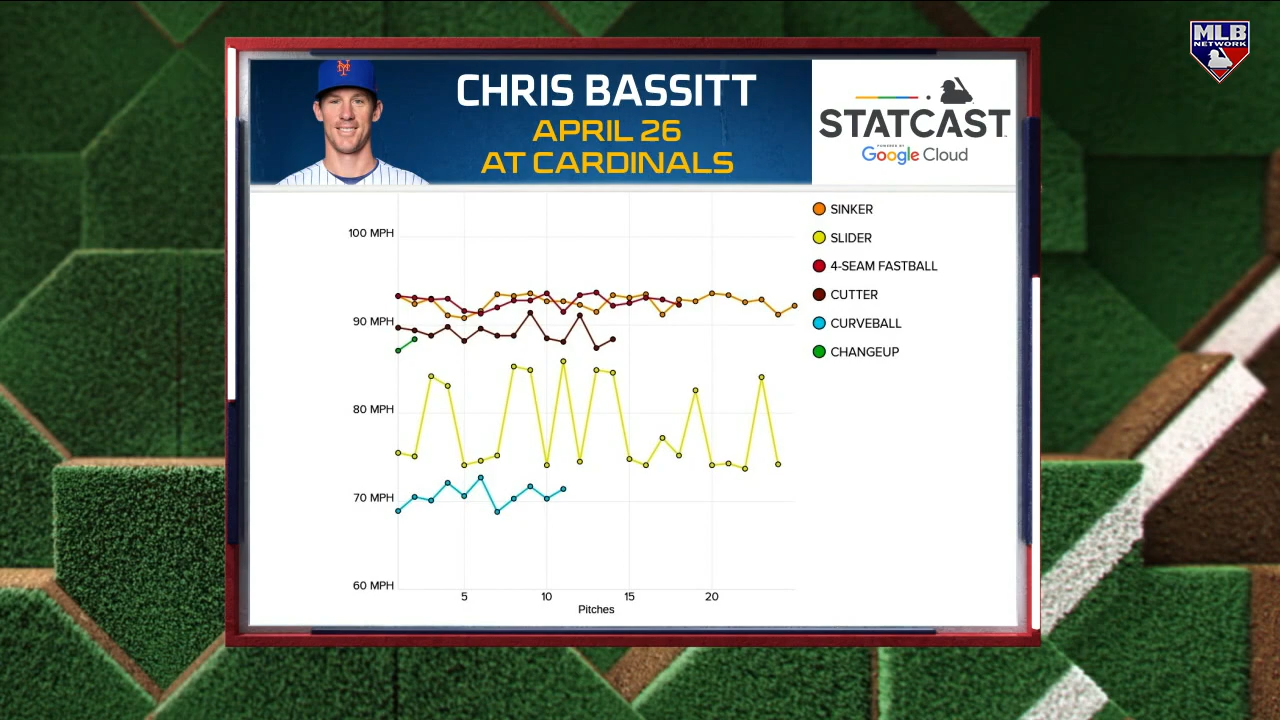 MLB
NETWORK
CHRIS BASSITT
APRIL 26
AT CARDINALS
STATCAST
POWERED BY
Google Cloud
SINKER
SLIDER
4-SEAM FASTBALL
CUTTER
CURVEBALL
CHANGEUP
100 MPH
90 MPH
80 MPH
70 MPH
60 MPH
5 10 15 20
Pitches